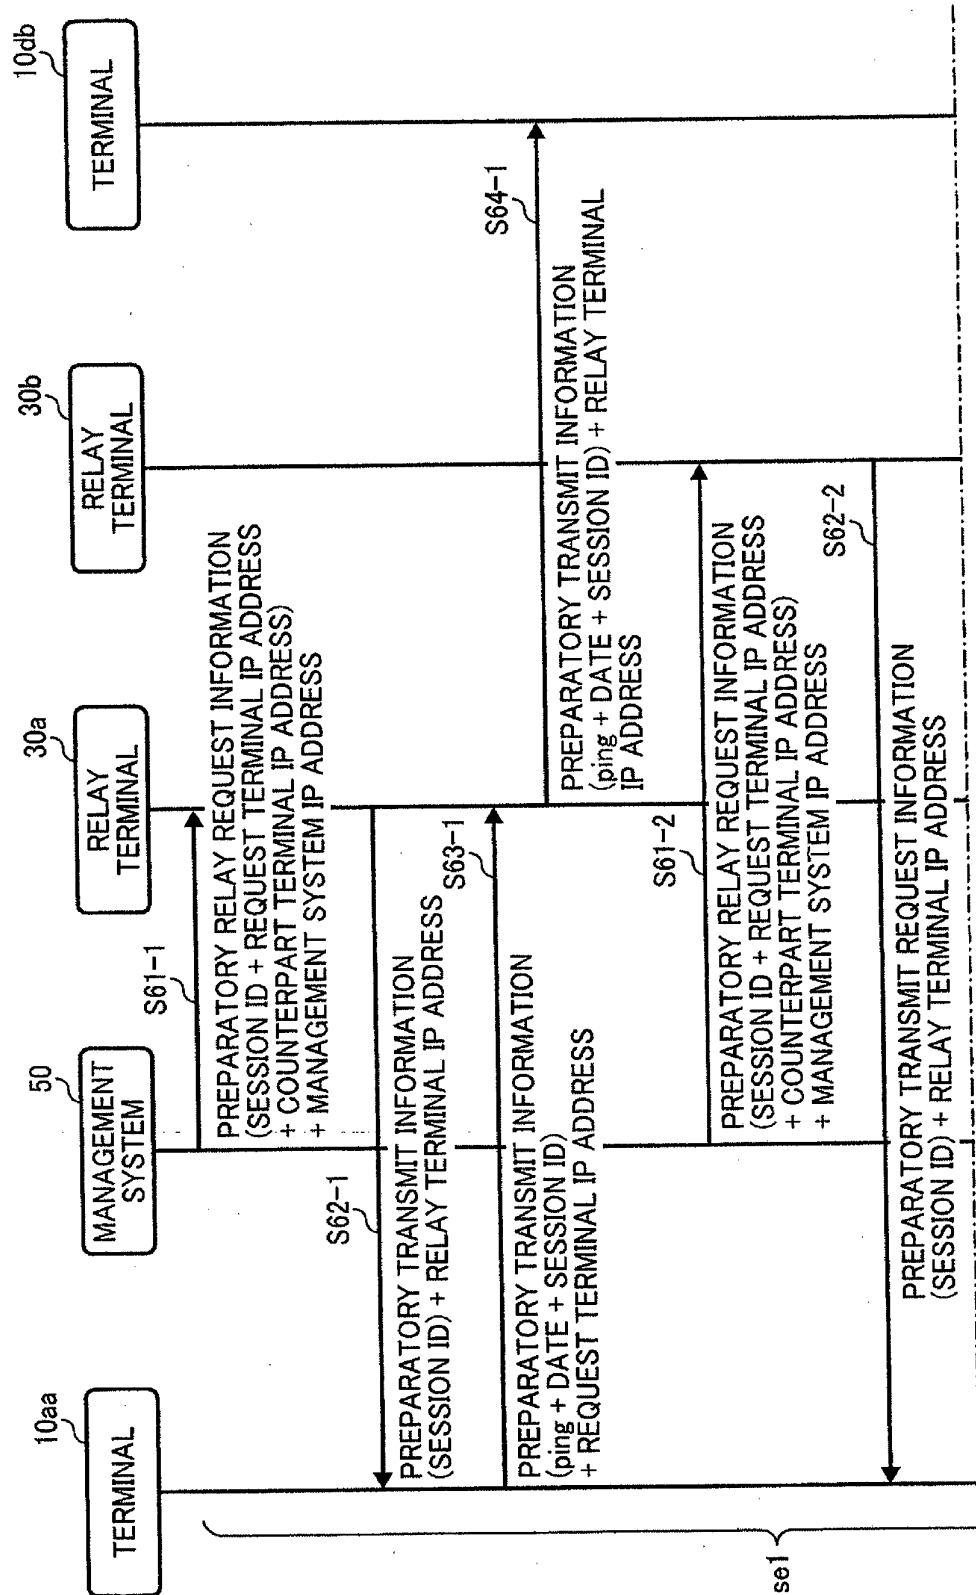 10aa
TERMINAL
50
MANAGEMENT
SYSTEM
30a
RELAY
TERMINAL
30b
RELAY
TERMINAL
10db
TERMINAL
S61-1
PREPARATORY RELAY REQUEST INFORMATION
(SESSION ID + REQUEST TERMINAL IP ADDRESS
+ COUNTERPART TERMINAL IP ADDRESS)
+ MANAGEMENT SYSTEM IP ADDRESS
S62-1
PREPARATORY TRANSMIT INFORMATION
(SESSION ID) + RELAY TERMINAL IP ADDRESS
S63-1
PREPARATORY TRANSMIT INFORMATION
(ping + DATE + SESSION ID)
+ REQUEST TERMINAL IP ADDRESS
S64-1
PREPARATORY TRANSMIT INFORMATION
(ping + DATE + SESSION ID) + RELAY TERMINAL
IP ADDRESS
S61-2
PREPARATORY RELAY REQUEST INFORMATION
(SESSION ID + REQUEST TERMINAL IP ADDRESS
+ COUNTERPART TERMINAL IP ADDRESS)
+ MANAGEMENT SYSTEM IP ADDRESS
S62-2
PREPARATORY TRANSMIT REQUEST INFORMATION
(SESSION ID) + RELAY TERMINAL IP ADDRESS
se1